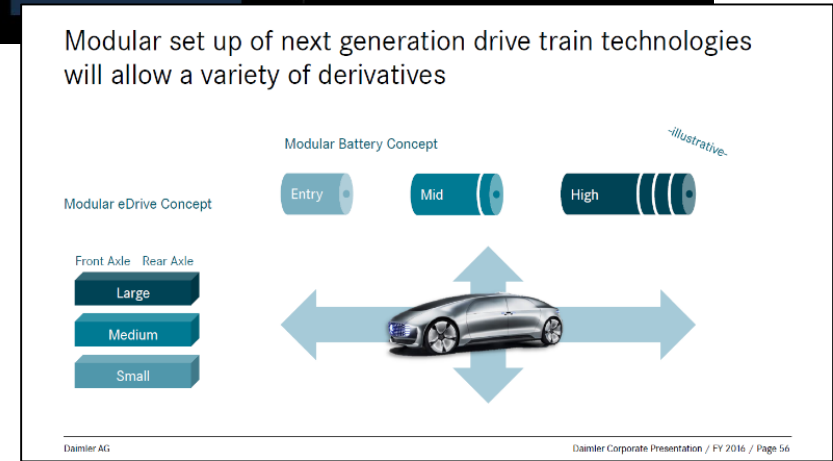 Modular set up of next generation drive train technologies
will allow a variety of derivatives
-illustrative-
Modular Battery Concept
Entry
Mid
High
Modular eDrive Concept
Front Axle Rear Axle
Large
Medium
Small
Daimler AG
Daimler Corporate Presentation / FY 2016 / Page 56